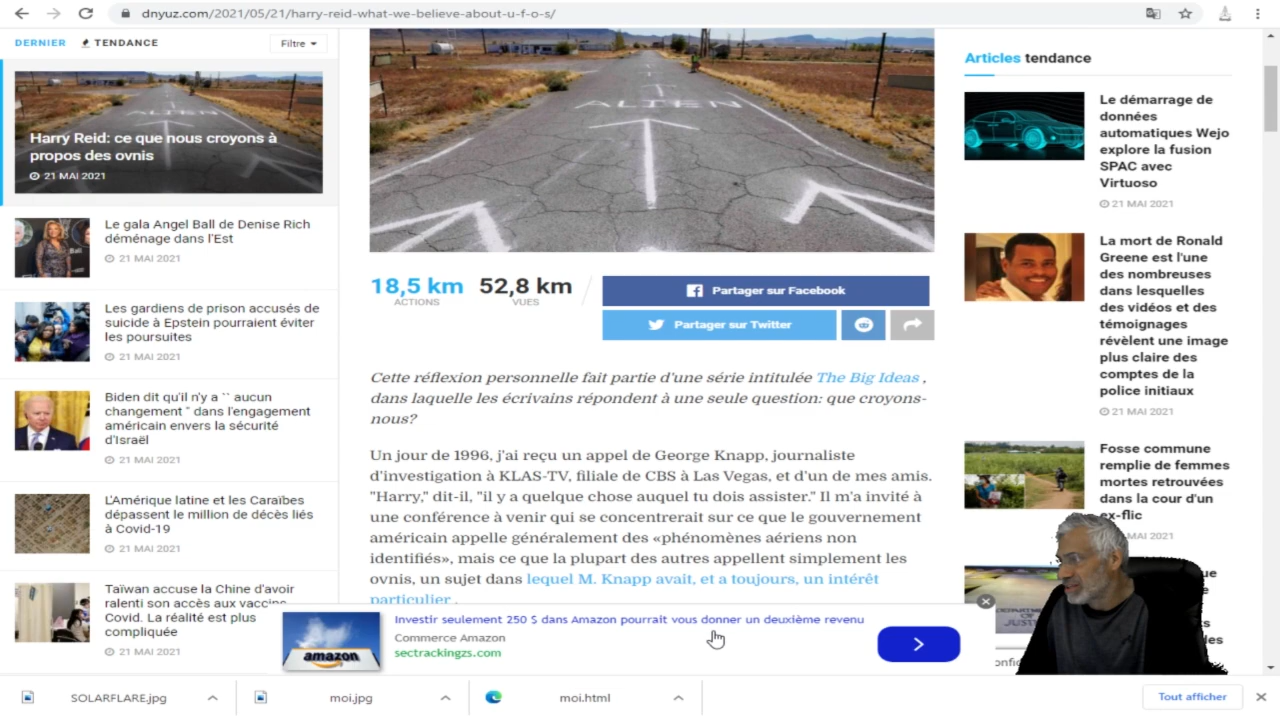 dnyuz.com/2021/05/21/harry-reid-what-we-believe-about-u-f-o-s/
DERNIER
TENDANCE
Filtre
ALIEN
Harry Reid: ce que nous croyons à
propos des ovnis
21 MAI 2021
Le gala Angel Ball de Denise Rich
déménage dans l'Est
21 MAI 2021
Les gardiens de prison accusés de
suicide à Epstein pourraient éviter
les poursuites
21 MAI 2021
Biden dit qu'il n'y a `` aucun
changement " dans l'engagement
américain envers la sécurité
d'Israël
21 MAI 2021
L'Amérique latine et les Caraïbes
dépassent le million de décès liés
à Covid-19
21 MAI 2021
Taïwan accuse la Chine d'avoir
ralenti son accès aux vaccins
Covid. La réalité est plus
compliquée
21 MAI 2021
ALIEN
18,5 km
ACTIONS
52,8 km
VUES
Partager sur Facebook
Partager sur Twitter
Cette réflexion personnelle fait partie d'une série intitulée The Big Ideas ,
dans laquelle les écrivains répondent à une seule question: que croyons-
nous?
Un jour de 1996, j'ai reçu un appel de George Knapp, journaliste
d'investigation à KLAS-TV, filiale de CBS à Las Vegas, et d'un de mes amis.
"Harry," dit-il, "il y a quelque chose auquel tu dois assister." Il m'a invité à
une conférence à venir qui se concentrerait sur ce que le gouvernement
américain appelle généralement des «phénomènes aériens non
identifiés», mais ce que la plupart des autres appellent simplement les
ovnis, un sujet dans lequel M. Knapp avait, et a toujours, un intérêt
particulier .
amazon
Investir seulement 250 $ dans Amazon pourrait vous donner un deuxième revenu
Commerce Amazon
sectrackingzs.com
Articles tendance
Le démarrage de
données
automatiques Wejo
explore la fusion
SPAC avec
Virtuoso
21 MAI 2021
La mort de Ronald
Greene est l'une
des nombreuses
dans lesquelles
des vidéos et des
témoignages
révèlent une image
plus claire des
comptes de la
police initiaux
21 MAI 2021
Fosse commune
remplie de femmes
mortes retrouvées
dans la cour d'un
ex-flic
MAI 2021
SOLARFLARE.jpg
moi.jpg
moi.html
Tout afficher